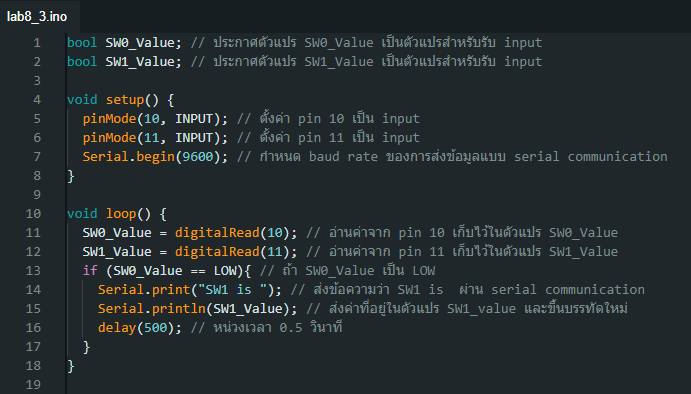 lab8_3.ino
1 bool SW0_Value; // ประกาศตัวแปร SW0_Value เป็นตัวแปรสำหรับรับ input
2 bool SW1_Value; // ประกาศตัวแปร SW1_Value เป็นตัวแปรสำหรับรับ input
3
4 void setup() {
5 pinMode(10, INPUT); // ตั้งค่า pin 10 เป็น input
6 pinMode(11, INPUT); // ตั้งค่า pin 11 เป็น input
7 Serial.begin(9600); // กำหนด baud rate ของการส่งข้อมูลแบบ serial communication
8 }
9
10 void loop() {
11 SW0_Value = digitalRead(10); // อ่านค่าจาก pin 10 เก็บไว้ในตัวแปร SW0_Value
12 SW1_Value = digitalRead(11); // อ่านค่าจาก pin 11 เก็บไว้ในตัวแปร SW1_Value
13 if (SW0_Value == LOW){ // ถ้า SW0_Value เป็น LOW
14 Serial.print("SW1 is "); // ส่งข้อความว่า SW1 is  ผ่าน serial communication
15 Serial.println(SW1_Value); // ส่งค่าที่อยู่ในตัวแปร SW1_value และขึ้นบรรทัดใหม่
16 delay(500); // หน่วงเวลา 0.5 วินาที
17 }
18 }
19